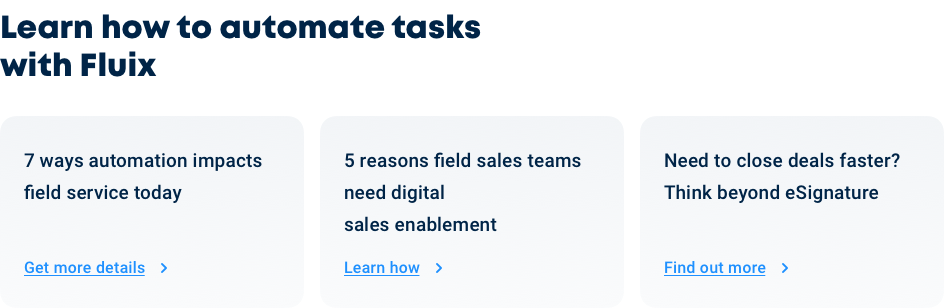 Learn how to automate tasks
with Fluix
7 ways automation impacts
field service today
Get more details
5 reasons field sales teams
need digital
sales enablement
Learn how
Need to close deals faster?
Think beyond eSignature
Find out more